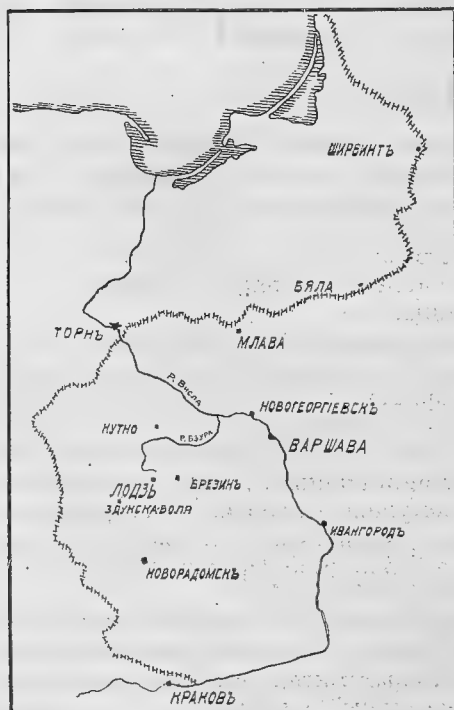 ШИРВИНТЪ
БЯЛА
ТОРНЪ
МЛАВА
Р. ВИСЛА
НОВОГЕОРГІЕВСКЪ
КУТНО
Р. БЗУРА
ВАРШАВА
ЛОДЗЬ
БРЕЗИНЪ
ЗДУНСКА-ВОЛЯ
ИВАНГОРОДЪ
НОВОРАДОМСКЪ
КРАКОВЪ